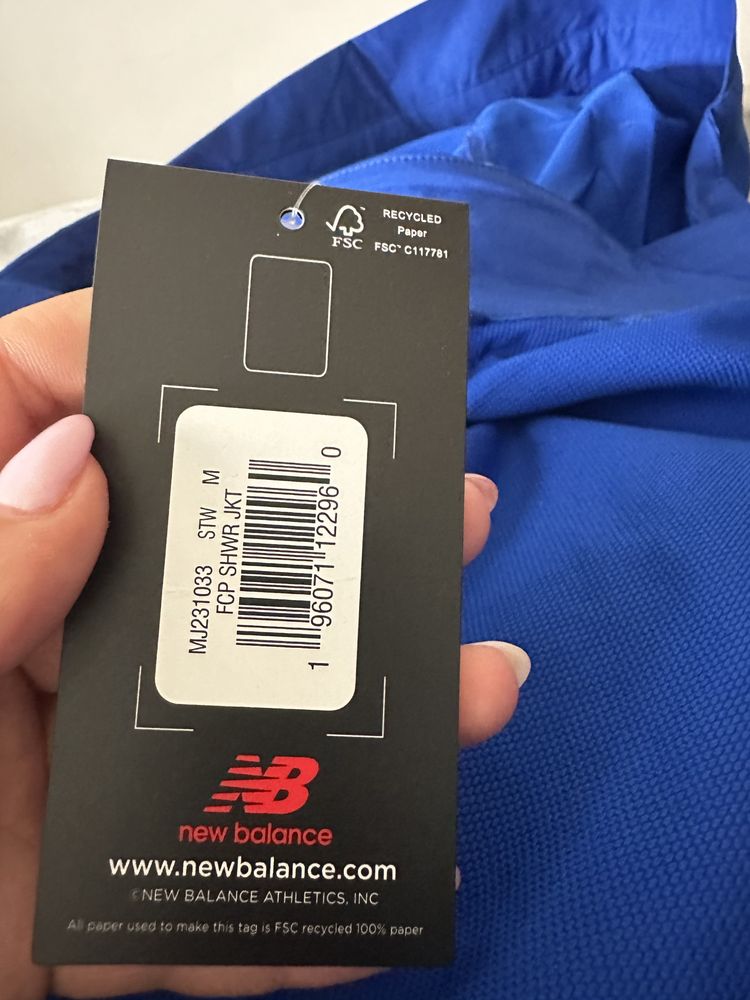 FSC
RECYCLED
Paper
FSC™ C117781
MJ231033 STW M
FCP SHWR JKT
1 96071 12296 0
NB
new balance
www.newbalance.com
©NEW BALANCE ATHLETICS, INC
All paper used to make this tag is FSC recycled 100% paper